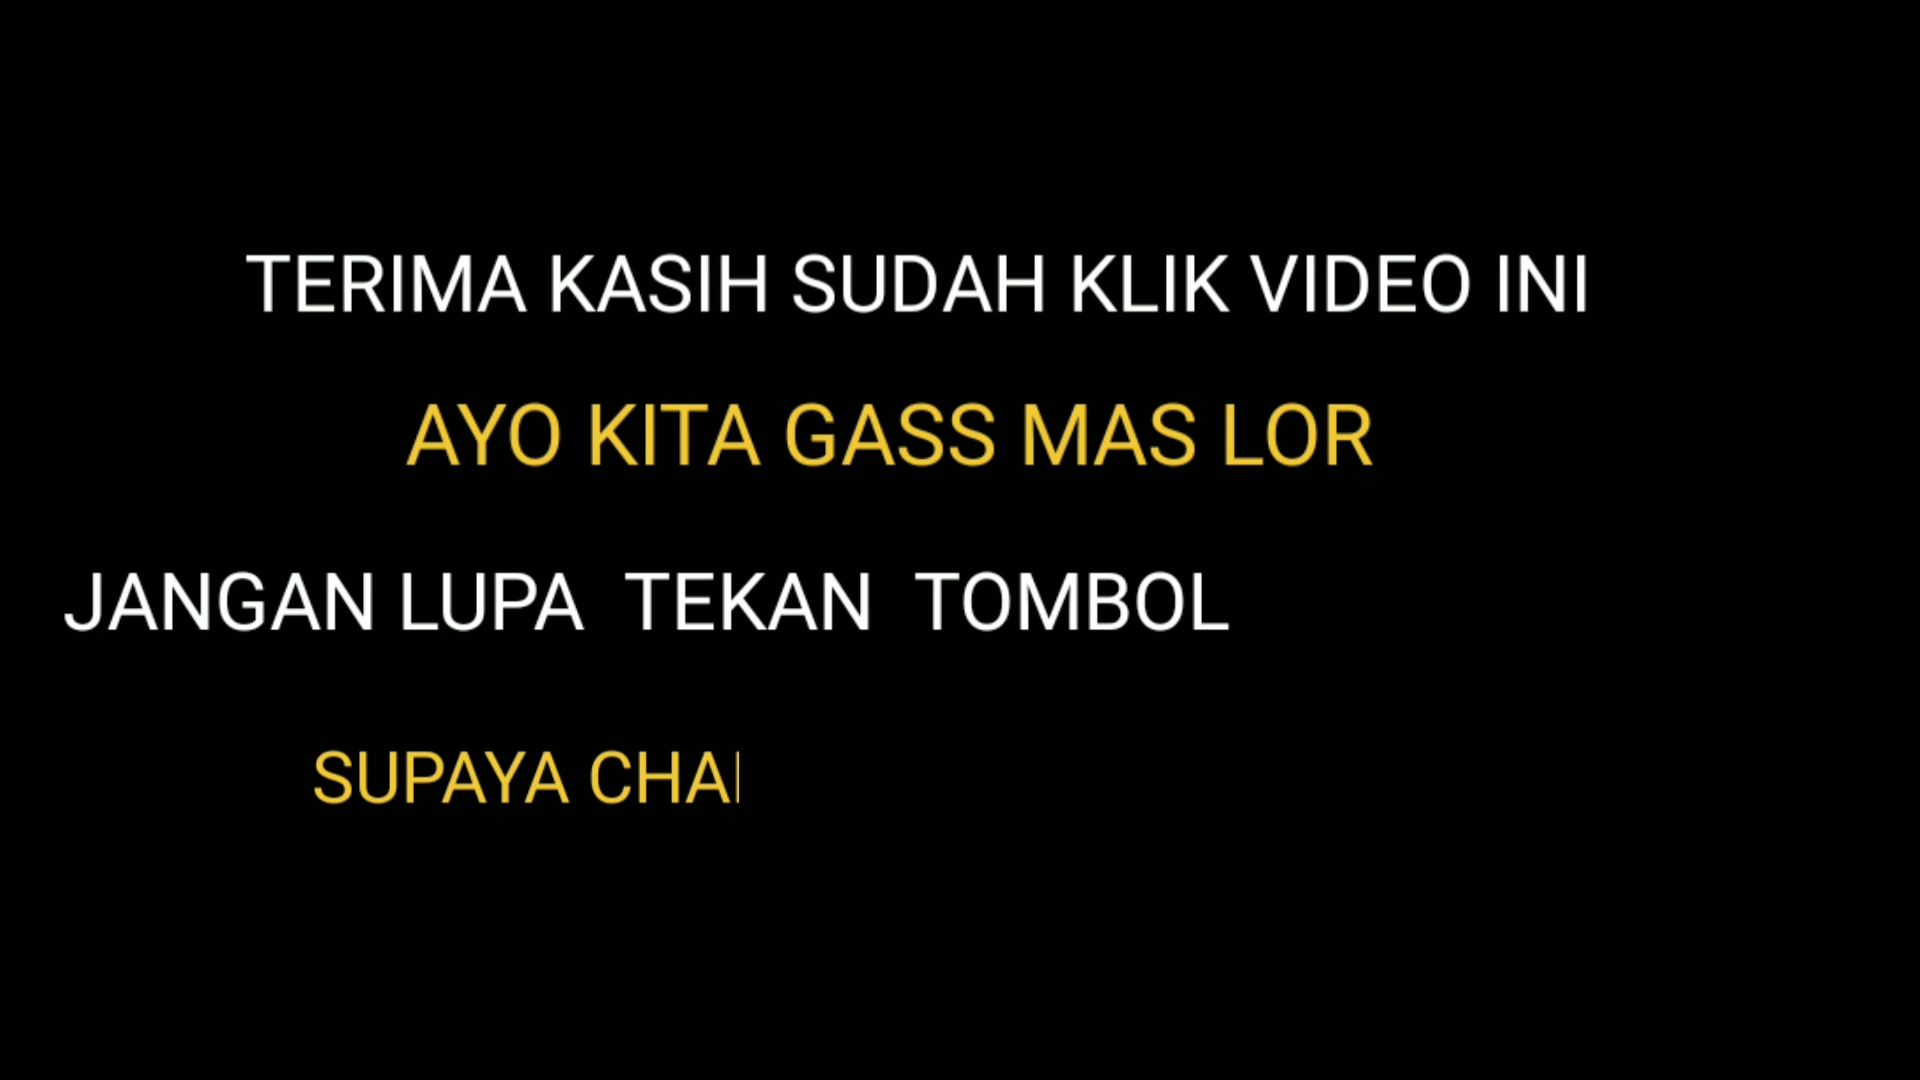 TERIMA KASIH SUDAH KLIK VIDEO INI
AYO KITA GASS MAS LOR
JANGAN LUPA TEKAN TOMBOL
SUPAYA